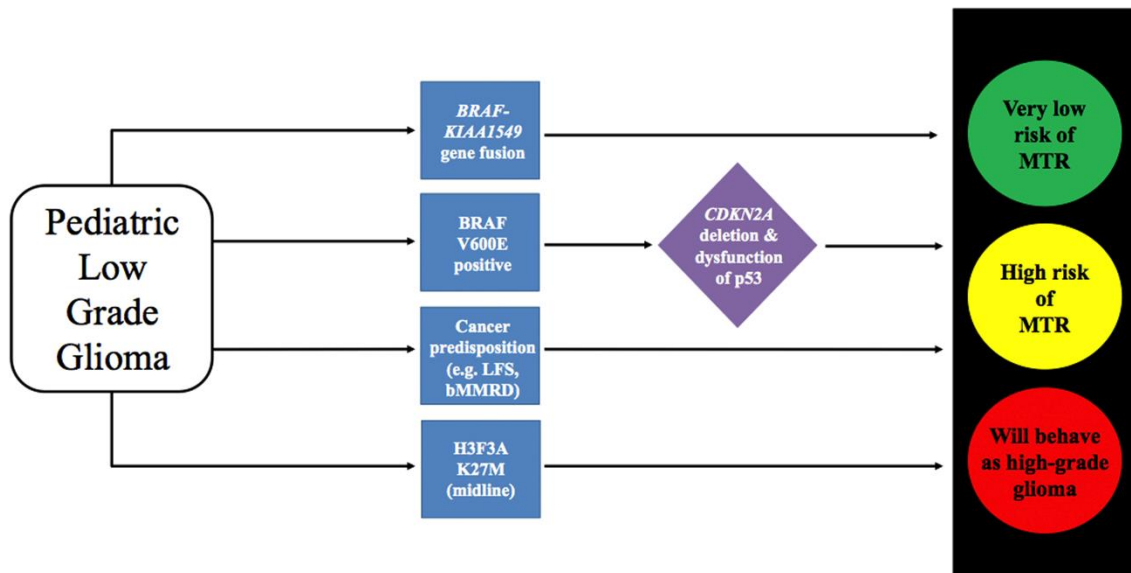 Pediatric
Low
Grade
Glioma
BRAF-
KIAA1549
gene fusion
BRAF
V600E
positive
Cancer
predisposition
(e.g. LFS,
bMMRD)
H3F3A
K27M
(midline)
CDKN2A
deletion &
dysfunction
of p53
Very low
risk of
MTR
High risk
of
MTR
Will behave
as high-grade
glioma